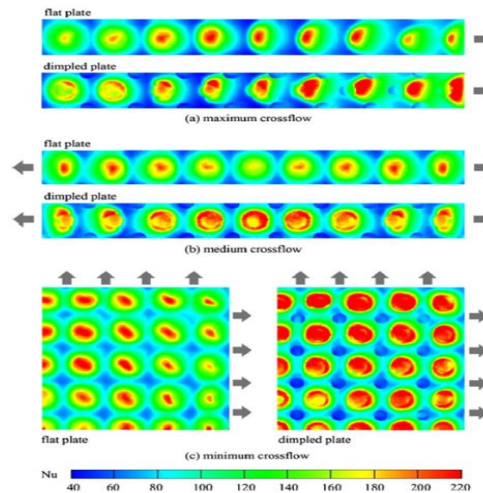 flat plate
dimpled plate
(a) maximum crossflow
flat plate
dimpled plate
(b) medium crossflow
flat plate
dimpled plate
(c) minimum crossflow
Nu
40 60 80 100 120 140 160 180 200 220